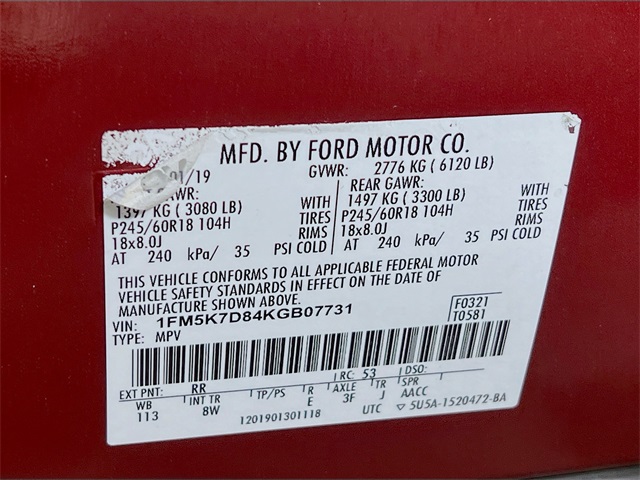 MFD. BY FORD MOTOR CO.
01/19 GVWR: 2776 KG ( 6120 LB)
GAWR: REAR GAWR:
1397 KG ( 3080 LB) WITH 1497 KG ( 3300 LB) WITH
P245/60R18 104H TIRES P245/60R18 104H TIRES
18x8.0J RIMS 18x8.0J RIMS
AT 240 kPa/ 35 PSI COLD AT 240 kPa/ 35 PSI COLD
THIS VEHICLE CONFORMS TO ALL APPLICABLE FEDERAL MOTOR
VEHICLE SAFETY STANDARDS IN EFFECT ON THE DATE OF
MANUFACTURE SHOWN ABOVE.
VIN: 1FM5K7D84KGB07731 F0321
TYPE: MPV T0581
EXT PNT: RR RC: 53 DSO:
WB INT TR TP/PS R AXLE TR SPR
113 8W E 3F J AACC
1201901301118 UTC ▽ 5U5A-1520472-BA